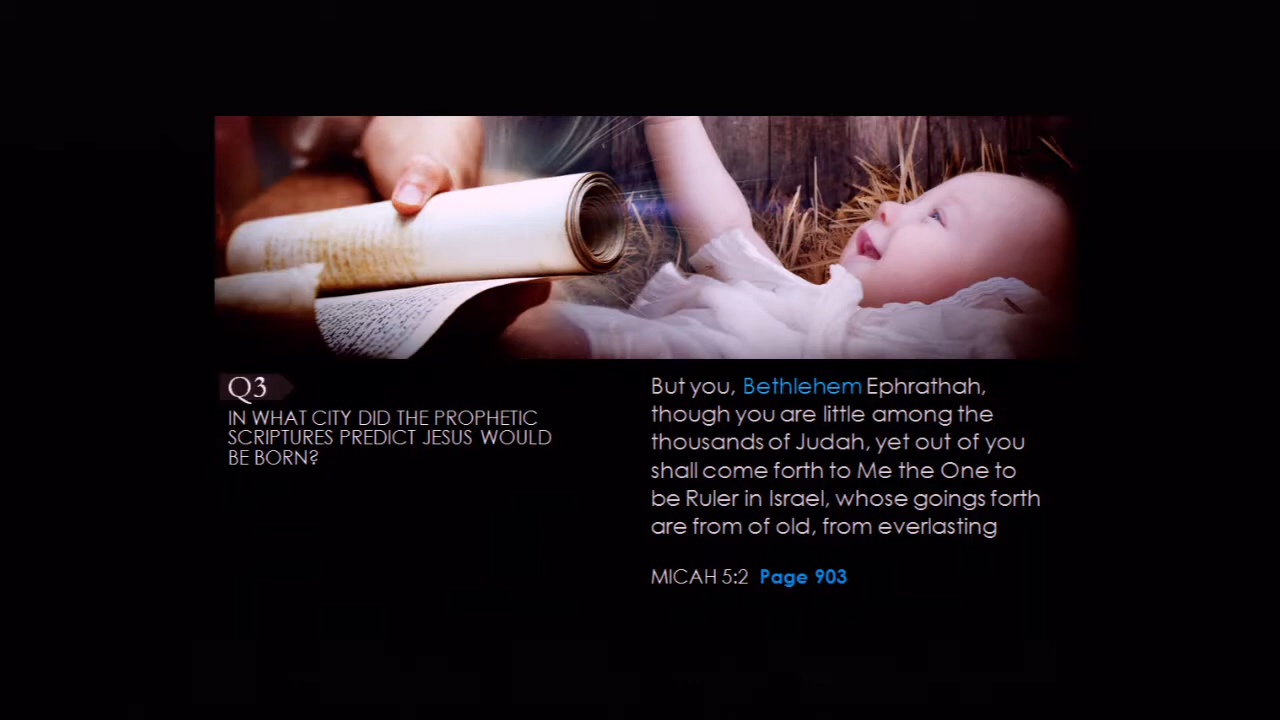 Q3
IN WHAT CITY DID THE PROPHETIC
SCRIPTURES PREDICT JESUS WOULD
BE BORN?
But you, Bethlehem Ephrathah,
though you are little among the
thousands of Judah, yet out of you
shall come forth to Me the One to
be Ruler in Israel, whose goings forth
are from of old, from everlasting
MICAH 5:2 Page 903